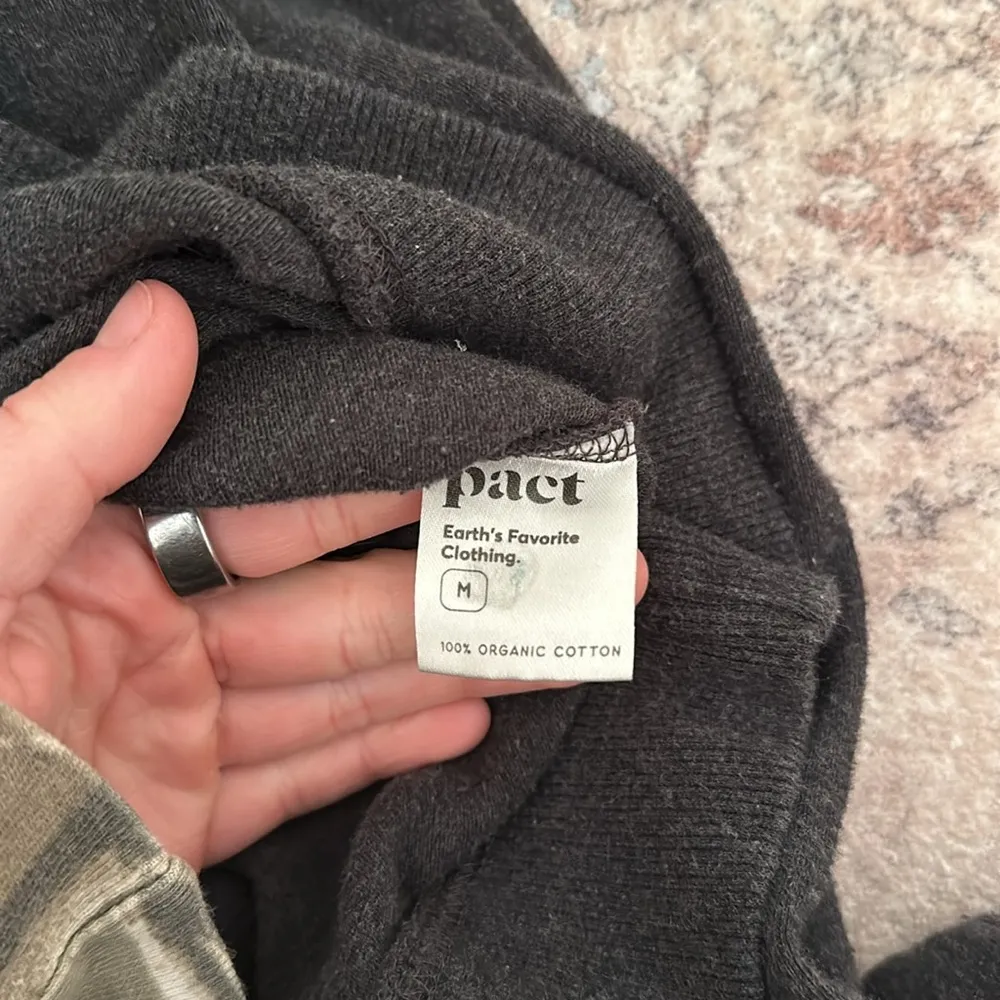 pact
Earth's Favorite
Clothing.
M
100% ORGANIC COTTON